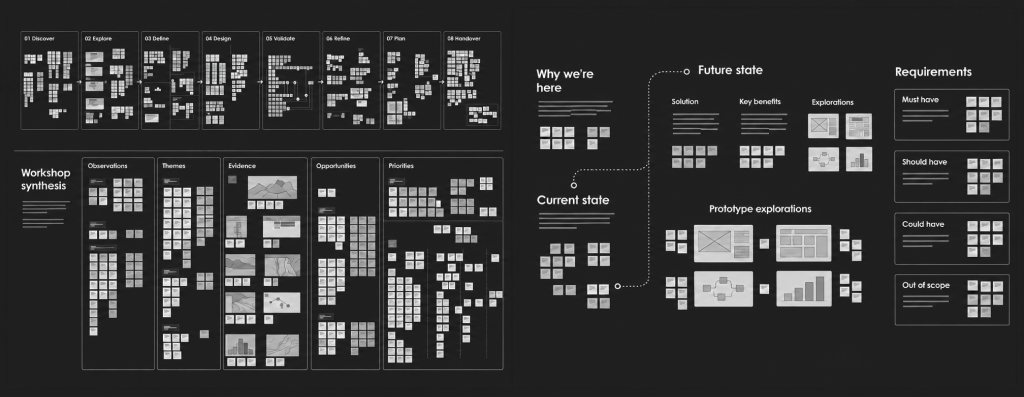 01 Discover
02 Explore
03 Define
04 Design
05 Validate
06 Refine
07 Plan
08 Handover
Workshop
synthesis
Observations
Themes
Evidence
Opportunities
Priorities
Why we're
here
Current state
Future state
Solution
Key benefits
Explorations
Prototype explorations
Requirements
Must have
Should have
Could have
Out of scope